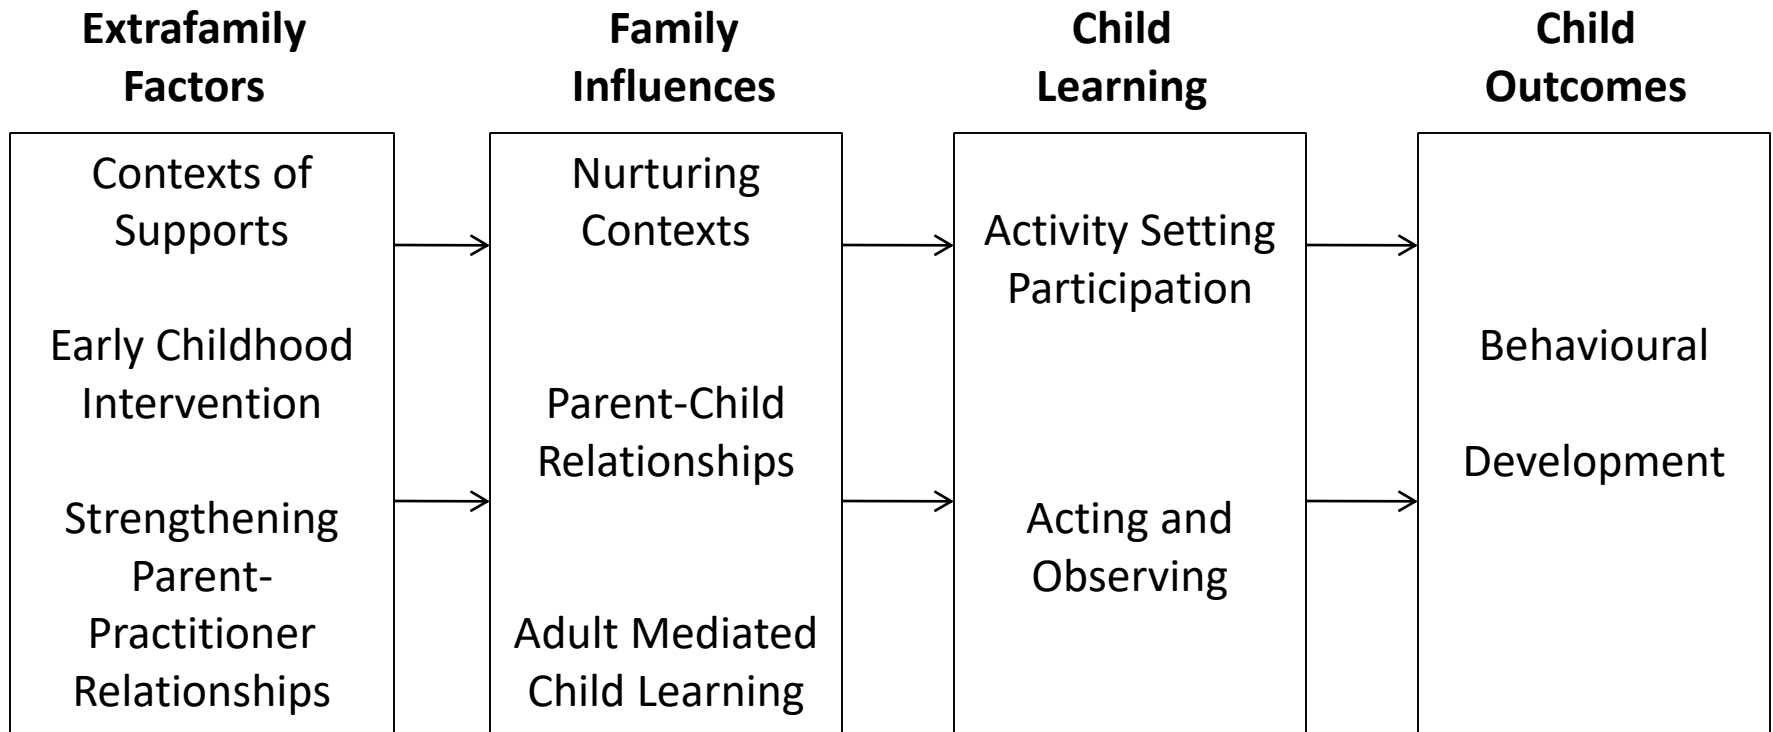 Extrafamily
Factors
Family
Influences
Child
Learning
Child
Outcomes
Contexts of
Supports
Early Childhood
Intervention
Strengthening
Parent-
Practitioner
Relationships
Nurturing
Contexts
Parent-Child
Relationships
Adult Mediated
Child Learning
Activity Setting
Participation
Acting and
Observing
Behavioural
Development